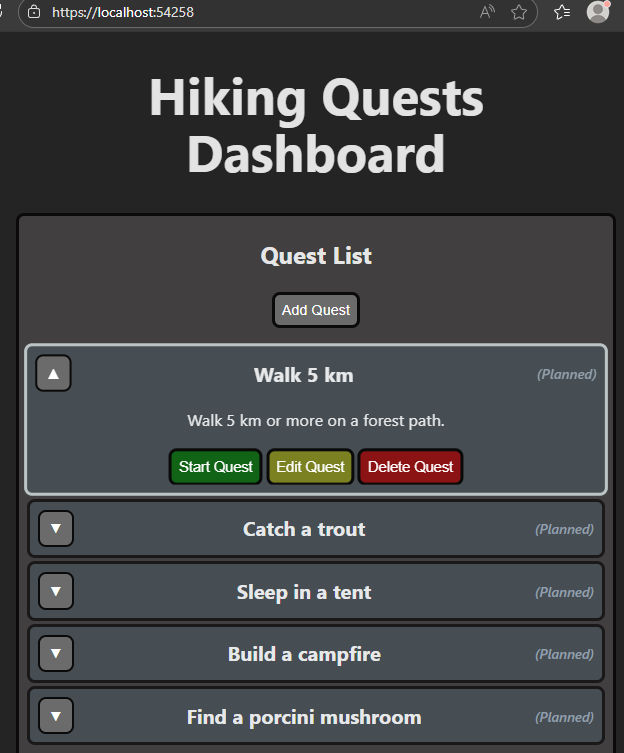 https://localhost:54258
Hiking Quests
Dashboard
Quest List
Add Quest
Walk 5 km
(Planned)
Walk 5 km or more on a forest path.
Start Quest Edit Quest Delete Quest
Catch a trout
(Planned)
Sleep in a tent
(Planned)
Build a campfire
(Planned)
Find a porcini mushroom
(Planned)